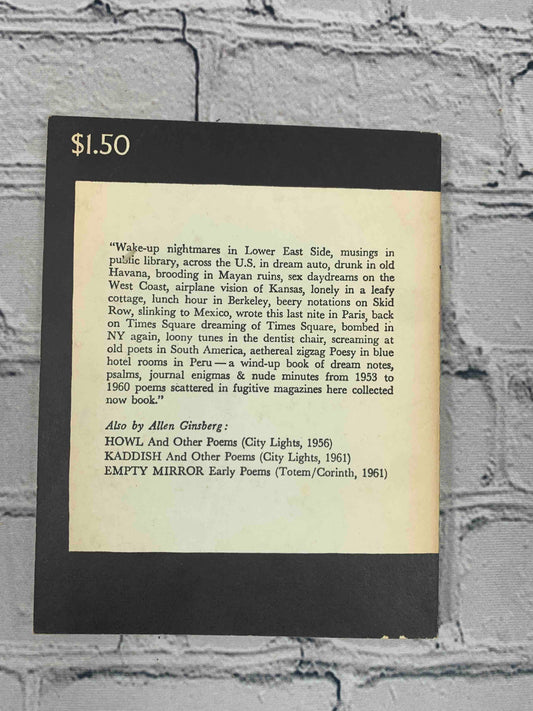 $1.50
“Wake-up nightmares in Lower East Side, musings in
public library, across the U.S. in dream auto, drunk in old
Havana, brooding in Mayan ruins, sex daydreams on the
West Coast, airplane vision of Kansas, lonely in a leafy
cottage, lunch hour in Berkeley, beery notations on Skid
Row, slinking to Mexico, wrote this last nite in Paris, back
on Times Square dreaming of Times Square, bombed in
NY again, loony tunes in the dentist chair, screaming at
old poets in South America, aethereal zigzag Poesy in blue
hotel rooms in Peru—a wind-up book of dream notes,
psalms, journal enigmas & nude minutes from 1953 to
1960 poems scattered in fugitive magazines here collected
now book.”
Also by Allen Ginsberg:
HOWL And Other Poems (City Lights, 1956)
KADDISH And Other Poems (City Lights, 1961)
EMPTY MIRROR Early Poems (Totem/Corinth, 1961)